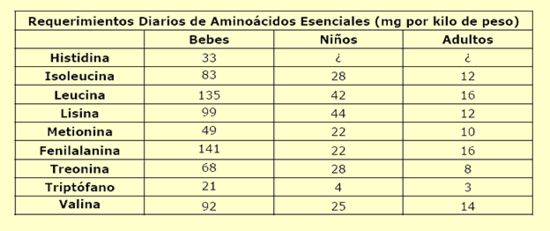 Requerimientos Diarios de Aminoácidos Esenciales (mg por kilo de peso)
Bebes Niños Adultos
Histidina 33 ¿ ¿
Isoleucina 83 28 12
Leucina 135 42 16
Lisina 99 44 12
Metionina 49 22 10
Fenilalanina 141 22 16
Treonina 68 28 8
Triptófano 21 4 3
Valina 92 25 14